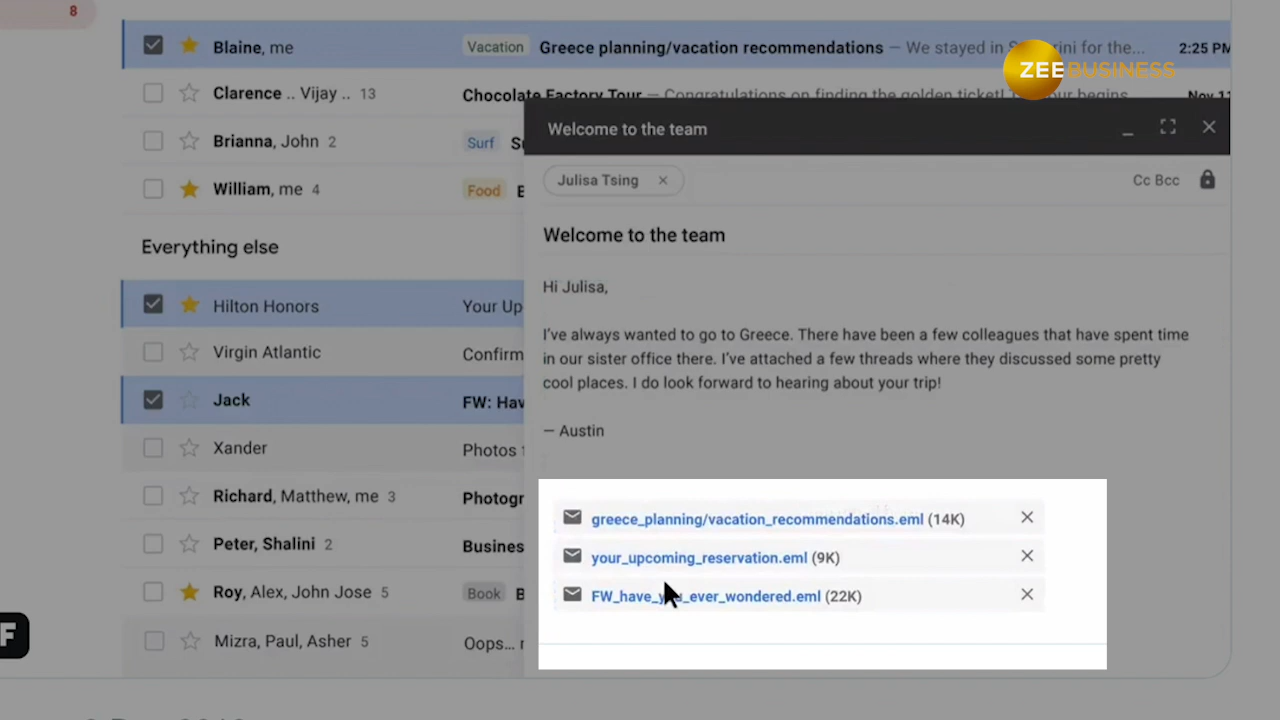 8
Blaine, me Vacation Greece planning/vacation recommendations — We stayed in for the... 2:25 PM
ZEE BUSINESS
Clarence .. Vijay .. 13 Chocolate Factory Tour — Congratulations on finding the golden ticket! begins Nov
Welcome to the team
Brianna, John 2 Surf
Julisa Tsing Cc Bcc
William, me 4 Food
Welcome to the team
Everything else
Hi Julisa,
Hilton Honors Your Up
I've always wanted to go to Greece. There have been a few colleagues that have spent time
Virgin Atlantic Confirm
in our sister office there. I've attached a few threads where they discussed some pretty
cool places. I do look forward to hearing about your trip!
Jack FW: Hav
— Austin
Xander Photos
Richard, Matthew, me 3 Photogr
greece_planning/vacation_recommendations.eml (14K)
Peter, Shalini 2 Busines
your_upcoming_reservation.eml (9K)
Roy, Alex, John Jose 5 Book B
FW_have_you_ever_wondered.eml (22K)
F
Mizra, Paul, Asher 5 Oops...